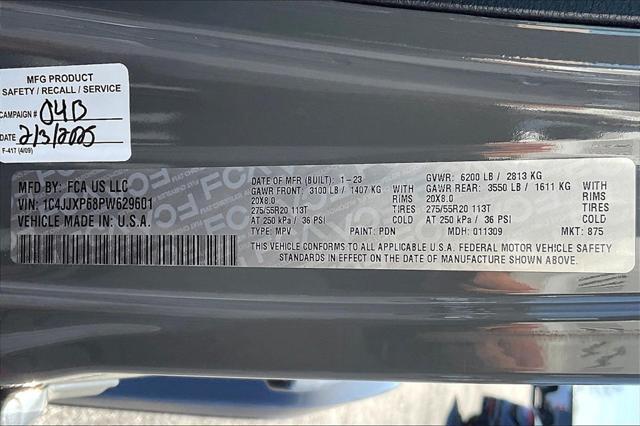 MFG PRODUCT
SAFETY / RECALL / SERVICE
CAMPAIGN # 04B
DATE 2/3/2025
F-417 (4/09)
MFD BY: FCA US LLC
VIN: 1C4JJXP68PW629601
VEHICLE MADE IN U.S.A.
DATE OF MFR (BUILT): 1-23 GVWR: 6200 LB / 2813 KG
GAWR FRONT: 3100 LB / 1407 KG WITH GAWR REAR: 3550 LB / 1611 KG WITH
20X8.0 RIMS 20X8.0 RIMS
275/55R20 113T TIRES 275/55R20 113T TIRES
AT 250 kPa / 36 PSI COLD AT 250 kPa / 36 PSI COLD
TYPE: MPV PAINT: PDN MDH: 011309 MKT: 875
THIS VEHICLE CONFORMS TO ALL APPLICABLE U.S.A. FEDERAL MOTOR VEHICLE SAFETY
STANDARDS IN EFFECT ON THE DATE OF MANUFACTURE SHOWN ABOVE.